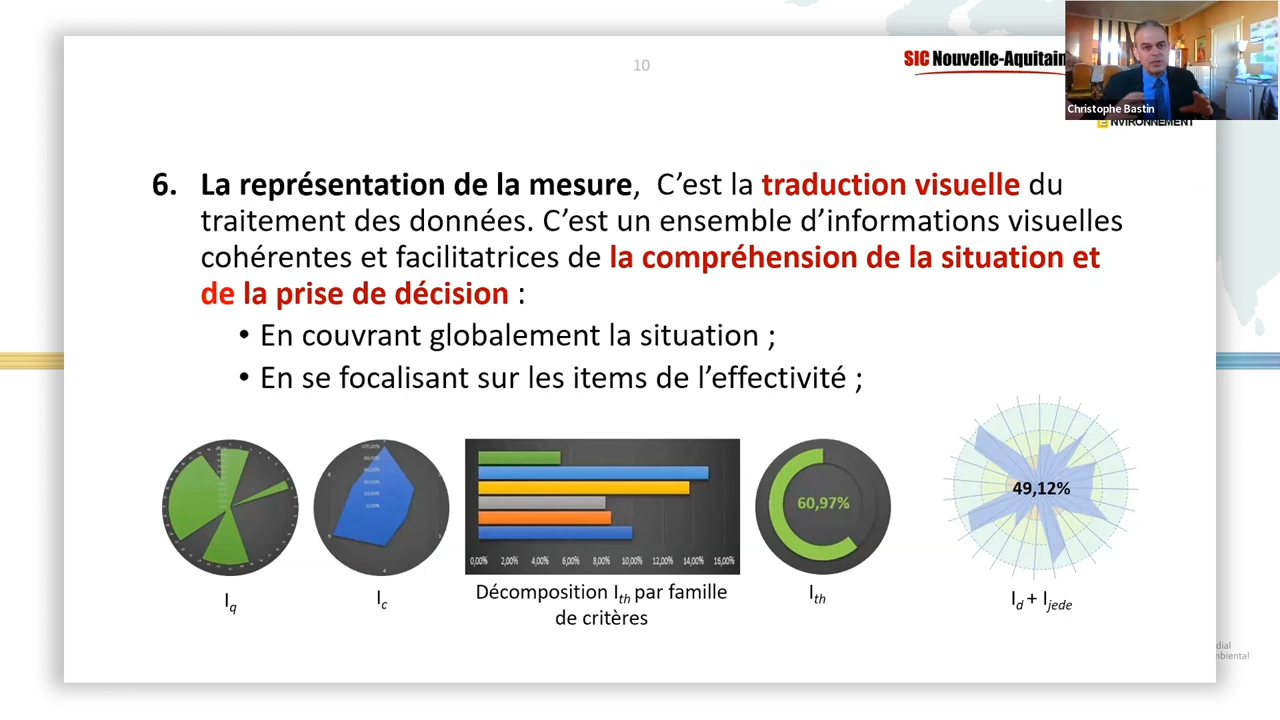 10
SIC Nouvelle-Aquitain
Christophe Bastin
ENVIRONNEMENT
6. La représentation de la mesure, C’est la traduction visuelle du
traitement des données. C’est un ensemble d’informations visuelles
cohérentes et facilitatrices de la compréhension de la situation et
de la prise de décision :
• En couvrant globalement la situation ;
• En se focalisant sur les items de l’effectivité ;
60,97%
49,12%
0,00% 2,00% 4,00% 6,00% 8,00% 10,00% 12,00% 14,00% 16,00%
Iq
Ic
Décomposition Ith par famille
de critères
Ith
Id + Ijede
dial
mbiental